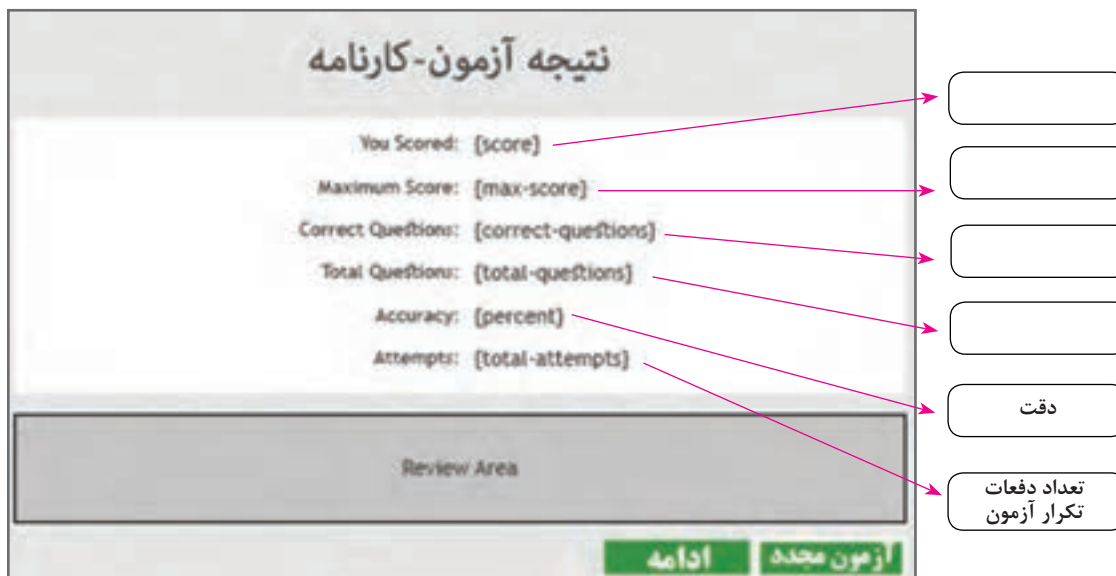 نتیجه آزمون-کارنامه
You Scored: {score}
Maximum Score: {max-score}
Correct Questions: {correct-questions}
Total Questions: {total-questions}
Accuracy: {percent}
Attempts: {total-attempts}
دقت
تعداد دفعات
تکرار آزمون
Review Area
آزمون مجدد
ادامه